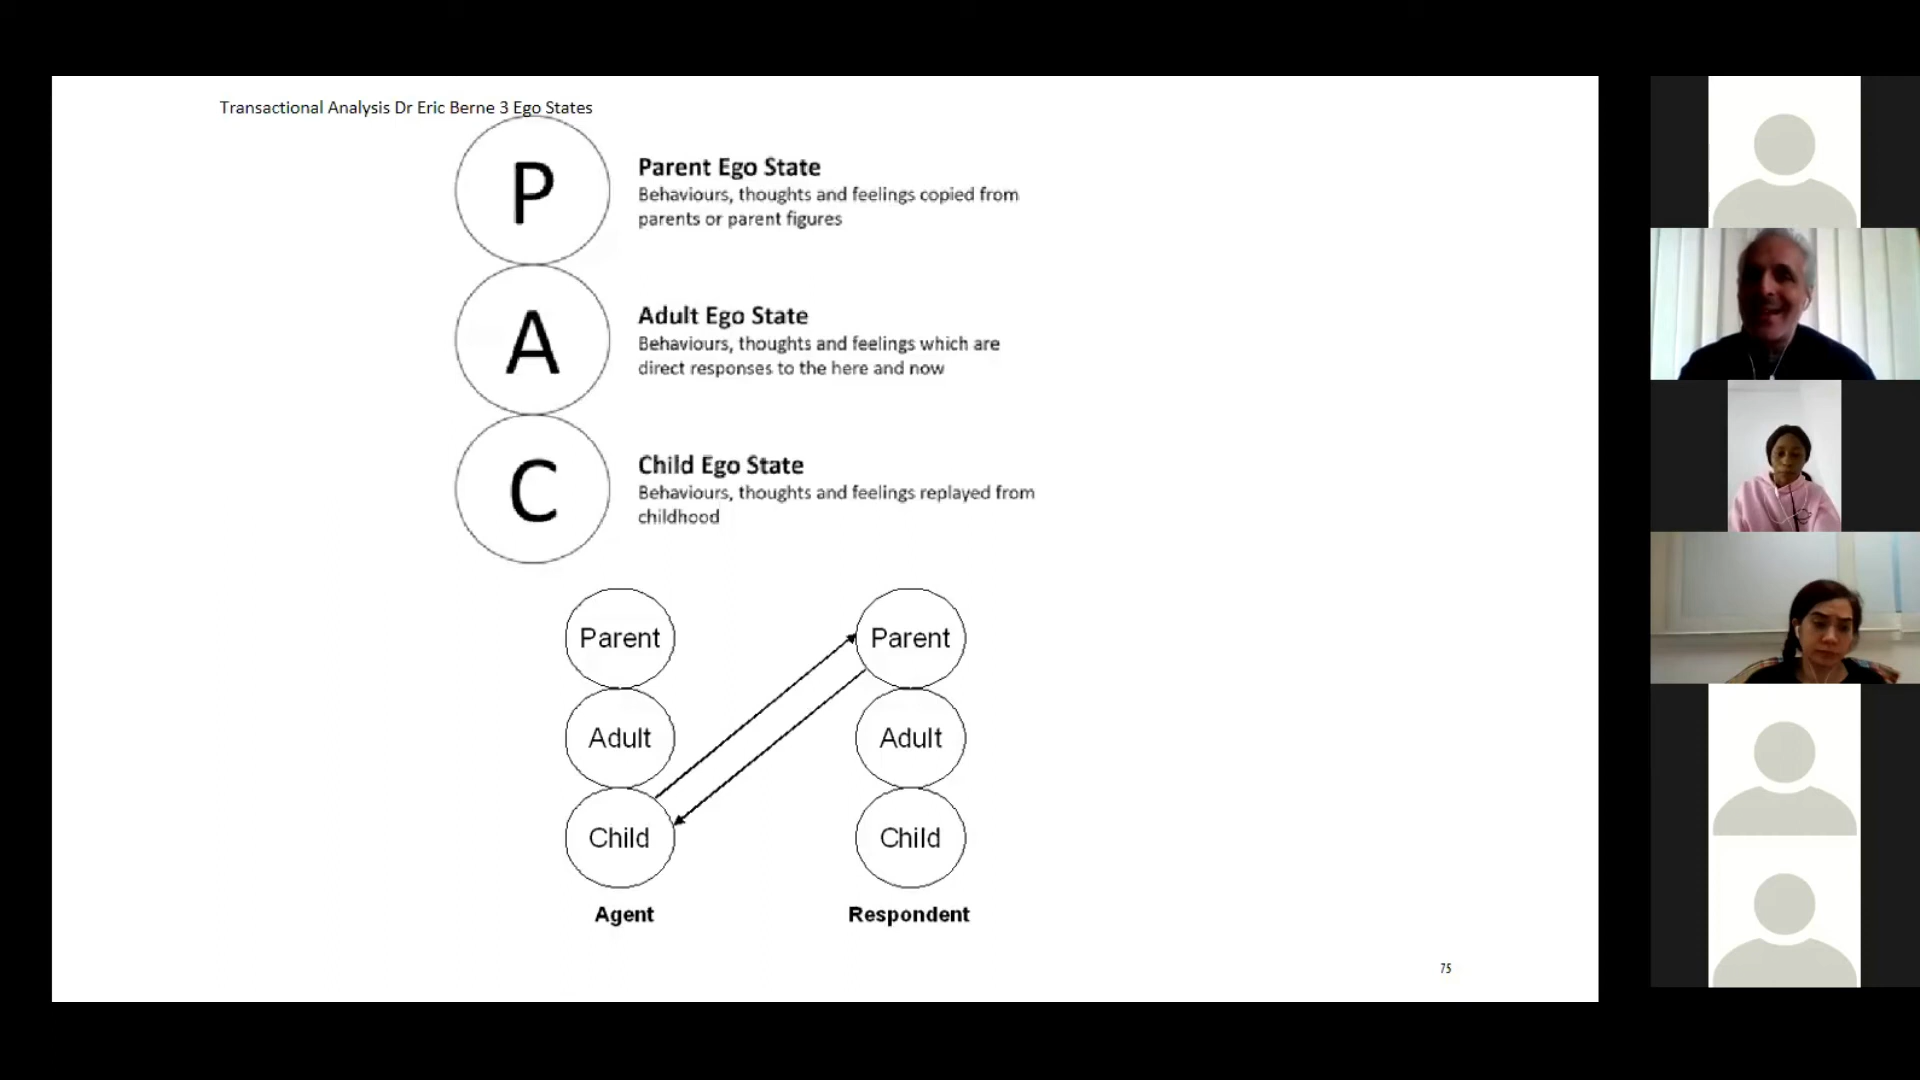 Transactional Analysis Dr Eric Berne 3 Ego States
P
Parent Ego State
Behaviours, thoughts and feelings copied from
parents or parent figures
A
Adult Ego State
Behaviours, thoughts and feelings which are
direct responses to the here and now
C
Child Ego State
Behaviours, thoughts and feelings replayed from
childhood
Parent
Parent
Adult
Adult
Child
Child
Agent
Respondent
75